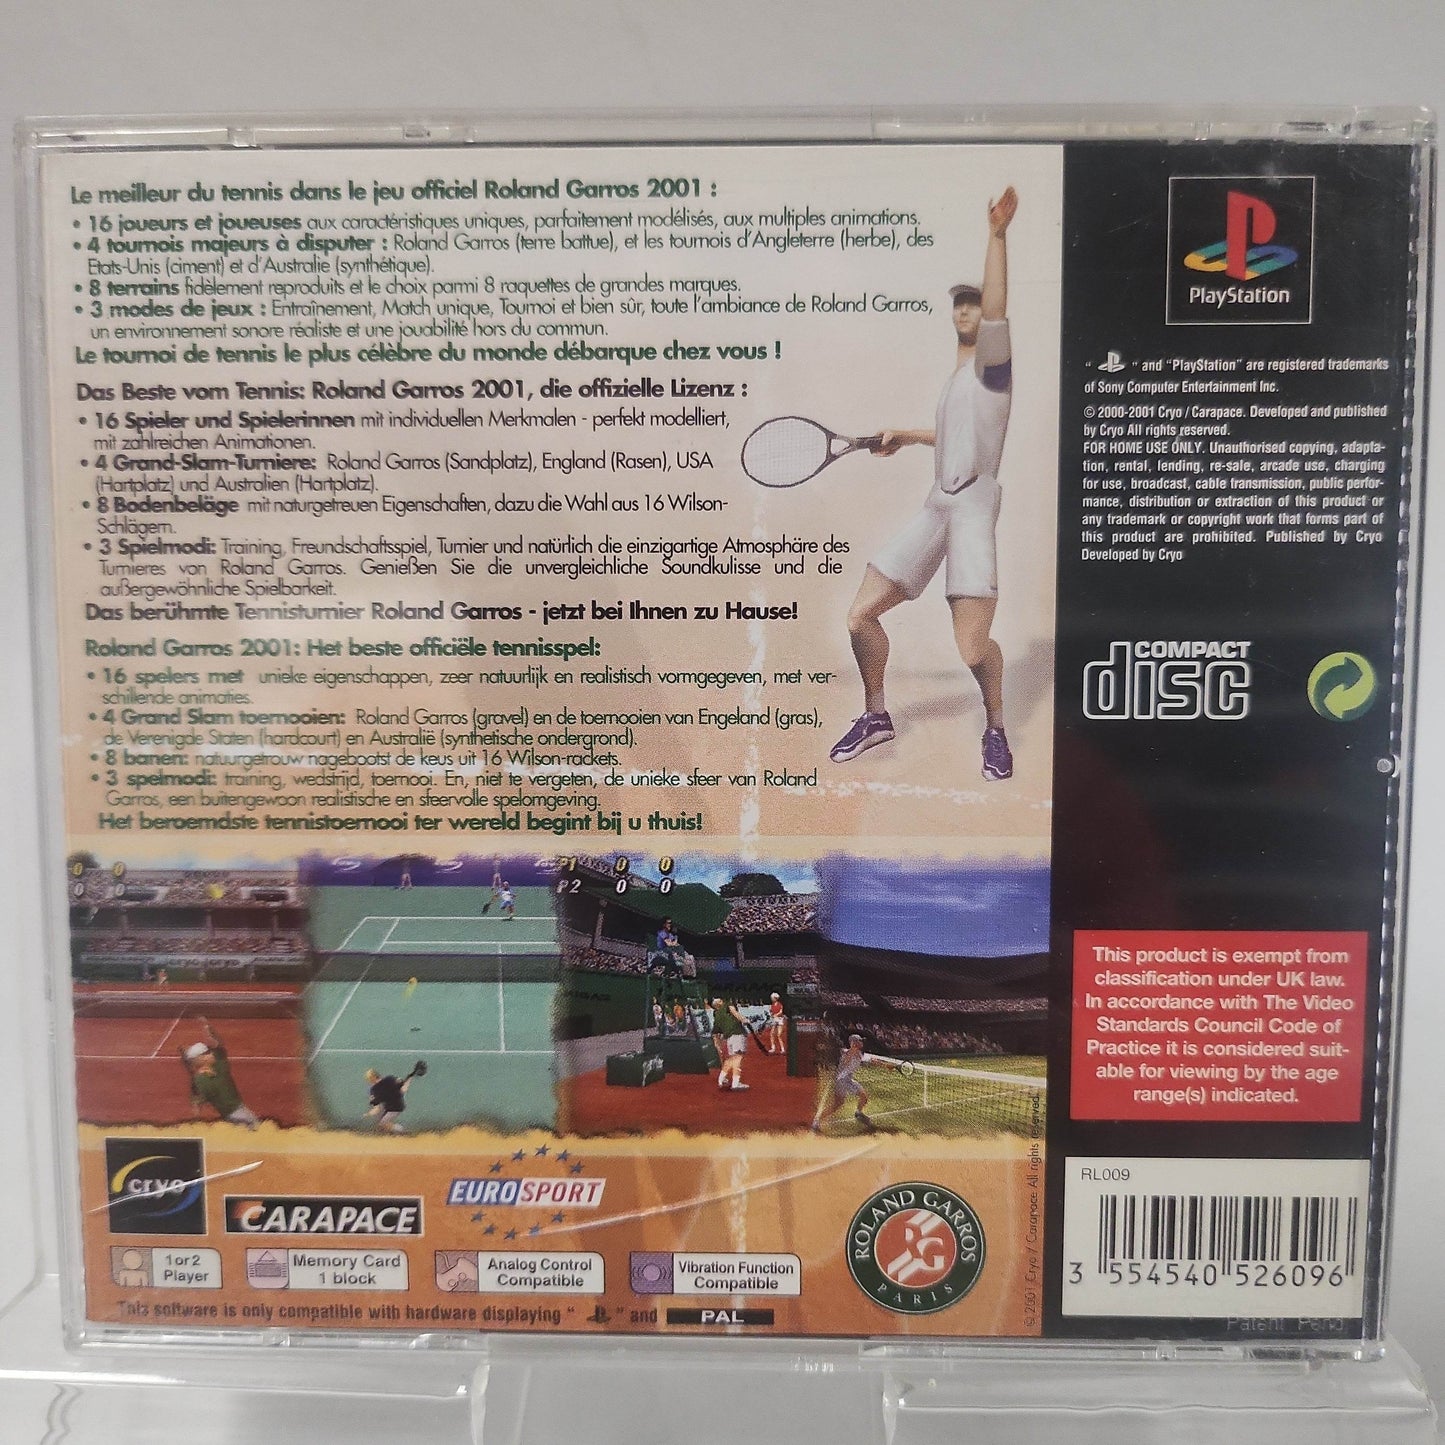 Le meilleur du tennis dans le jeu officiel Roland Garros 2001 :
• 16 joueurs et joueuses aux caractéristiques uniques, parfaitement modélisés, aux multiples animations.
• 4 tournois majeurs à disputer : Roland Garros (terre battue), et les tournois d'Angleterre (herbe), des
Etats-Unis (ciment) et d'Australie (synthétique).
• 8 terrains fidèlement reproduits et le choix parmi 8 raquettes de grandes marques.
• 3 modes de jeux : Entraînement, Match unique, Tournoi et bien sûr, toute l'ambiance de Roland Garros,
un environnement sonore réaliste et une jouabilité hors du commun.
Le tournoi de tennis le plus célèbre du monde débarque chez vous !
Das Beste vom Tennis: Roland Garros 2001, die offizielle Lizenz :
• 16 Spieler und Spielerinnen mit individuellen Merkmalen - perfekt modelliert,
mit zahlreichen Animationen.
• 4 Grand-Slam-Turniere: Roland Garros (Sandplatz), England (Rasen), USA
(Hartplatz) und Australien (Hartplatz).
• 8 Bodenbeläge mit naturgetreuen Eigenschaften, dazu die Wahl aus 16 Wilson-
Schlägern.
• 3 Spielmodi: Training, Freundschaftsspiel, Turnier und natürlich die einzigartige Atmosphäre des
Turnieres von Roland Garros. Genießen Sie die unvergleichliche Soundkulisse und die
außergewöhnliche Spielbarkeit.
Das berühmte Tennisturnier Roland Garros - jetzt bei Ihnen zu Hause!
Roland Garros 2001: Het beste officiële tennisspel:
• 16 spelers met unieke eigenschappen, zeer natuurlijk en realistisch vormgegeven, met ver-
schillende animaties.
• 4 Grand Slam toernooien: Roland Garros (gravel) en de toernooien van Engeland (gras),
de Verenigde Staten (hardcourt) en Australië (synthetische ondergrond).
• 8 banen: natuurgetrouw nagebootst de keus uit 16 Wilson-rackets.
• 3 spelmodi: training, wedstrijd, toernooi. En, niet te vergeten, de unieke sfeer van Roland
Garros, een buitengewoon realistische en sfeervolle spelomgeving.
Het beroemdste tennistoernooi ter wereld begint bij u thuis!
0 0
0 0
P1 0 0
P2 0 0
CARAPACE
cryo
CARAPACE
EUROSPORT
ROLAND GARROS
RG
PARIS
1 or 2
Player
Memory Card
1 block
Analog Control
Compatible
Vibration Function
Compatible
This software is only compatible with hardware displaying " " and PAL
© 2001 Cryo / Carapace All rights reserved.
PlayStation
" " and "PlayStation" are registered trademarks
of Sony Computer Entertainment Inc.
© 2000-2001 Cryo / Carapace. Developed and published
by Cryo All rights reserved.
FOR HOME USE ONLY. Unauthorised copying, adapta-
tion, rental, lending, re-sale, arcade use, charging
for use, broadcast, cable transmission, public perfor-
mance, distribution or extraction of this product or
any trademark or copyright work that forms part of
this product are prohibited. Published by Cryo
Developed by Cryo
COMPACT
disc
This product is exempt from
classification under UK law.
In accordance with The Video
Standards Council Code of
Practice it is considered suit-
able for viewing by the age
range(s) indicated.
RL009
3 554540 526096
Patent Pend